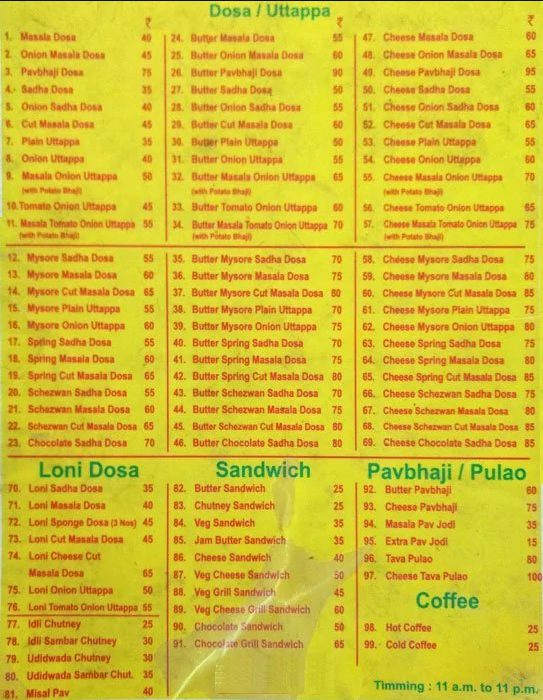 Dosa / Uttappa
₹
1. Masala Dosa 40
2. Onion Masala Dosa 45
3. Pavbhaji Dosa 75
4. Sadha Dosa 35
5. Onion Sadha Dosa 40
6. Cut Masala Dosa 45
7. Plain Uttappa 35
8. Onion Uttappa 40
9. Masala Onion Uttappa 50
(with Potato Bhaji)
10. Tomato Onion Uttappa 45
11. Masala Tomato Onion Uttappa 55
(with Potato Bhaji)
12. Mysore Sadha Dosa 55
13. Mysore Masala Dosa 60
14. Mysore Cut Masala Dosa 65
15. Mysore Plain Uttappa 55
16. Mysore Onion Uttappa 60
17. Spring Sadha Dosa 55
18. Spring Masala Dosa 60
19. Spring Cut Masala Dosa 65
20. Schezwan Sadha Dosa 55
21. Schezwan Masala Dosa 60
22. Schezwan Cut Masala Dosa 65
23. Chocolate Sadha Dosa 70
₹
24. Butter Masala Dosa 55
25. Butter Onion Masala Dosa 60
26. Butter Pavbhaji Dosa 90
27. Butter Sadha Dosa 50
28. Butter Onion Sadha Dosa 55
29. Butter Cut Masala Dosa 60
30. Butter Plain Uttappa 50
31. Butter Onion Uttappa 55
32. Butter Masala Onion Uttappa 65
(with Potato Bhaji)
33. Butter Tomato Onion Uttappa 60
34. Butter Masala Tomato Onion Uttappa 70
(with Potato Bhaji)
35. Butter Mysore Sadha Dosa 70
36. Butter Mysore Masala Dosa 75
37. Butter Mysore Cut Masala Dosa 80
38. Butter Mysore Plain Uttappa 70
39. Butter Mysore Onion Uttappa 75
40. Butter Spring Sadha Dosa 70
41. Butter Spring Masala Dosa 75
42. Butter Spring Cut Masala Dosa 80
43. Butter Schezwan Sadha Dosa 70
44. Butter Schezwan Masala Dosa 75
45. Butter Schezwan Cut Masala Dosa 80
46. Butter Chocolate Sadha Dosa 80
₹
47. Cheese Masala Dosa 60
48. Cheese Onion Masala Dosa 65
49. Cheese Pavbhaji Dosa 95
50. Cheese Sadha Dosa 55
51. Cheese Onion Sadha Dosa 60
52. Cheese Cut Masala Dosa 65
53. Cheese Plain Uttappa 55
54. Cheese Onion Uttappa 60
55. Cheese Masala Onion Uttappa 70
(with Potato Bhaji)
56. Cheese Tomato Onion Uttappa 65
57. Cheese Masala Tomato Onion Uttappa 75
(with Potato Bhaji)
58. Cheese Mysore Sadha Dosa 75
59. Cheese Mysore Masala Dosa 80
60. Cheese Mysore Cut Masala Dosa 85
61. Cheese Mysore Plain Uttappa 75
62. Cheese Mysore Onion Uttappa 80
63. Cheese Spring Sadha Dosa 75
64. Cheese Spring Masala Dosa 80
65. Cheese Spring Cut Masala Dosa 85
66. Cheese Schezwan Sadha Dosa 75
67. Cheese Schezwan Masala Dosa 80
68. Cheese Schezwan Cut Masala Dosa 85
69. Cheese Chocolate Sadha Dosa 85
Loni Dosa
70. Loni Sadha Dosa 35
71. Loni Masala Dosa 40
72. Loni Sponge Dosa (3 Nos) 45
73. Loni Cut Masala Dosa 45
74. Loni Cheese Cut
Masala Dosa 65
75. Loni Onion Uttappa 50
76. Loni Tomato Onion Uttappa 55
77. Idli Chutney 25
78. Idli Sambar Chutney 30
79. Udidwada Chutney 30
80. Udidwada Sambar Chut. 35
81. Misal Pav 40
Sandwich
82. Butter Sandwich 25
83. Chutney Sandwich 25
84. Veg Sandwich 35
85. Jam Butter Sandwich 35
86. Cheese Sandwich 40
87. Veg Cheese Sandwich 50
88. Veg Grill Sandwich 45
89. Veg Cheese Grill Sandwich 60
90. Chocolate Sandwich 50
91. Chocolate Grill Sandwich 65
Pavbhaji / Pulao
92. Butter Pavbhaji 60
93. Cheese Pavbhaji 75
94. Masala Pav Jodi 35
95. Extra Pav Jodi 15
96. Tava Pulao 80
97. Cheese Tava Pulao 100
Coffee
98. Hot Coffee 25
99. Cold Coffee 25
Timming : 11 a.m. to 11 p.m.